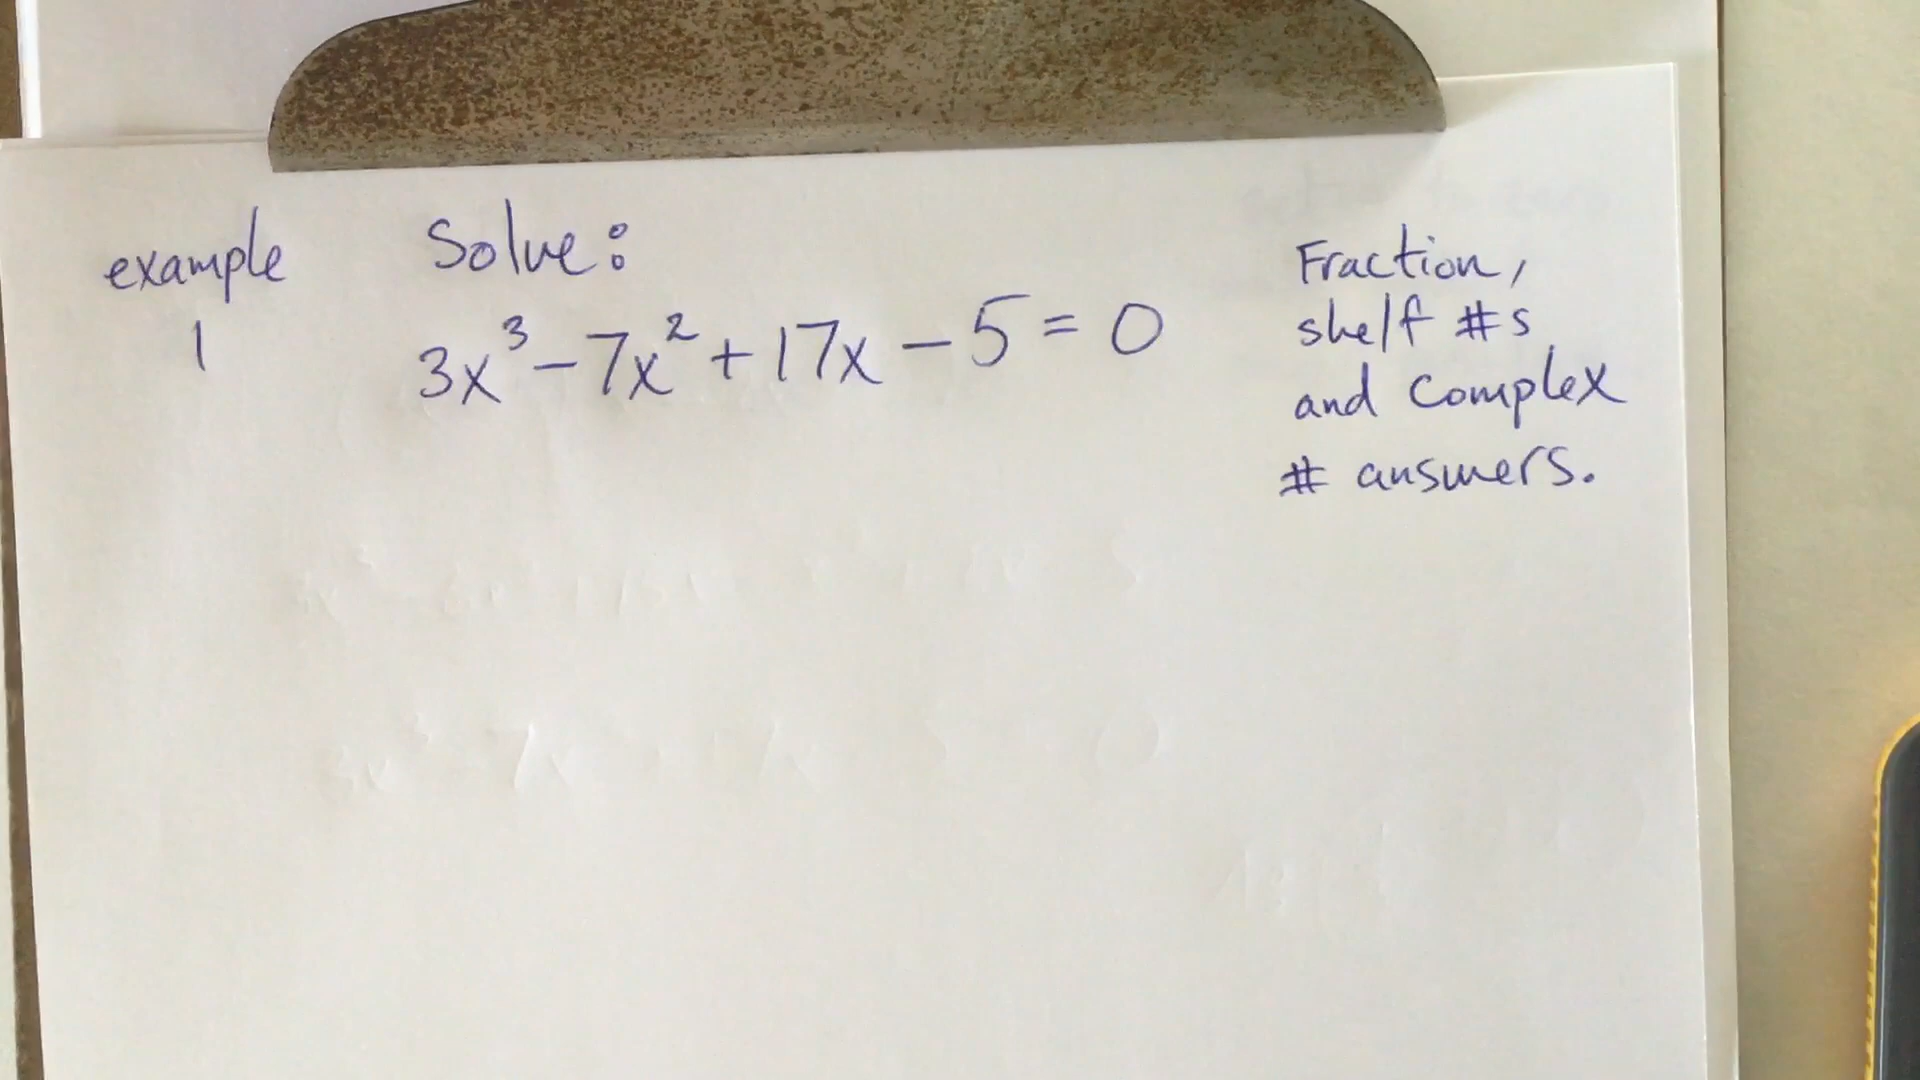 example
1
Solve:
3x³ - 7x² + 17x - 5 = 0
Fraction,
shelf #s
and complex
# answers.